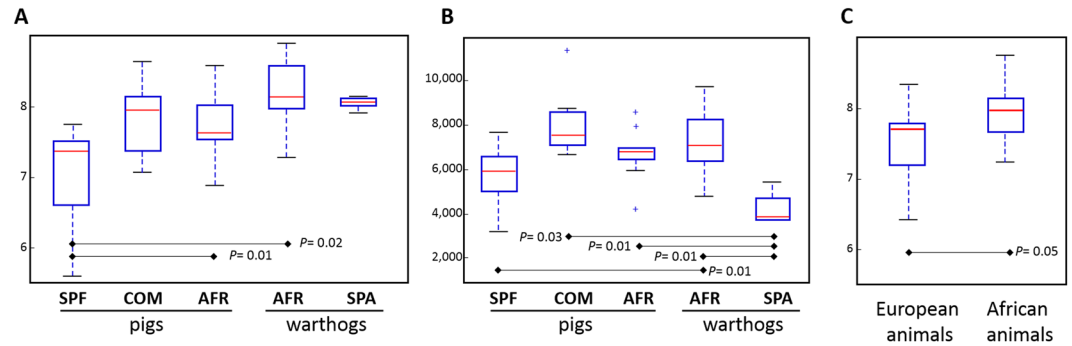 A
8
7
6
P= 0.02
P= 0.01
SPF COM AFR AFR SPA
pigs warthogs
B
10,000
8,000
6,000
4,000
2,000
P= 0.03
P= 0.01
P= 0.01
P= 0.01
SPF COM AFR AFR SPA
pigs warthogs
C
8
7
6
P= 0.05
European African
animals animals